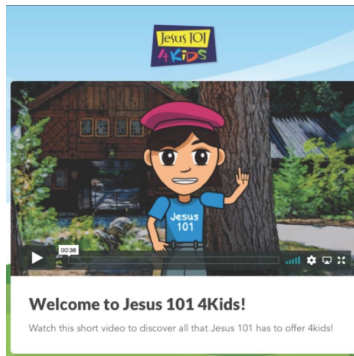 Jesus 101
4KiDS
Jesus
101
00:38
Welcome to Jesus 101 4Kids!
Watch this short video to discover all that Jesus 101 has to offer 4kids!